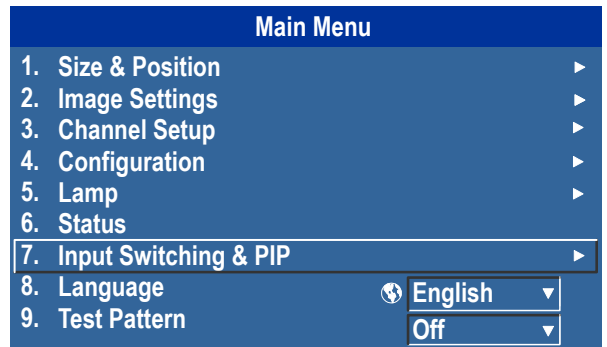 Main Menu
1. Size & Position
2. Image Settings
3. Channel Setup
4. Configuration
5. Lamp
6. Status
7. Input Switching & PIP
8. Language English
9. Test Pattern Off